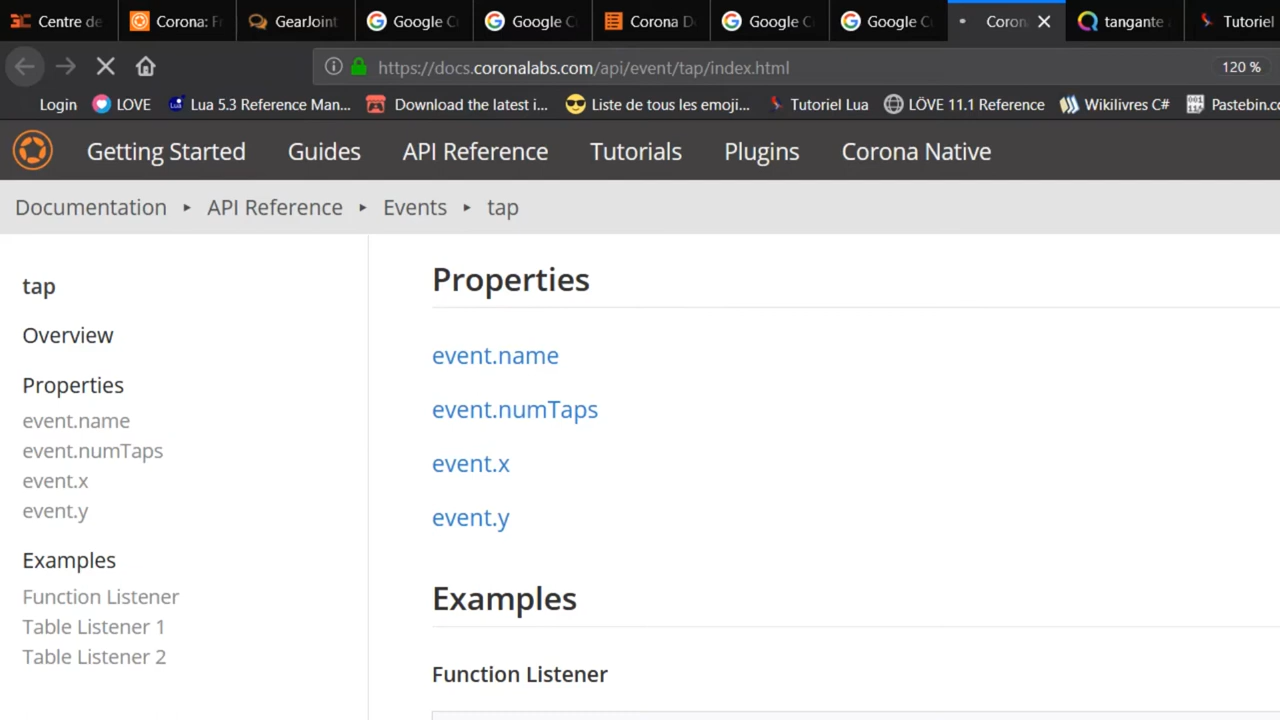 Centre de
Corona: Fr
GearJoint
Google C
Google C
Corona D
Google C
Google C
Coron
tangante
Tutoriel
https://docs.coronalabs.com/api/event/tap/index.html
120 %
Login
LOVE
Lua 5.3 Reference Man...
Download the latest i...
Liste de tous les emoji...
Tutoriel Lua
LÖVE 11.1 Reference
Wikilivres C#
Pastebin.co
Getting Started
Guides
API Reference
Tutorials
Plugins
Corona Native
Documentation ▸ API Reference ▸ Events ▸ tap
tap
Overview
Properties
event.name
event.numTaps
event.x
event.y
Examples
Function Listener
Table Listener 1
Table Listener 2
Properties
event.name
event.numTaps
event.x
event.y
Examples
Function Listener